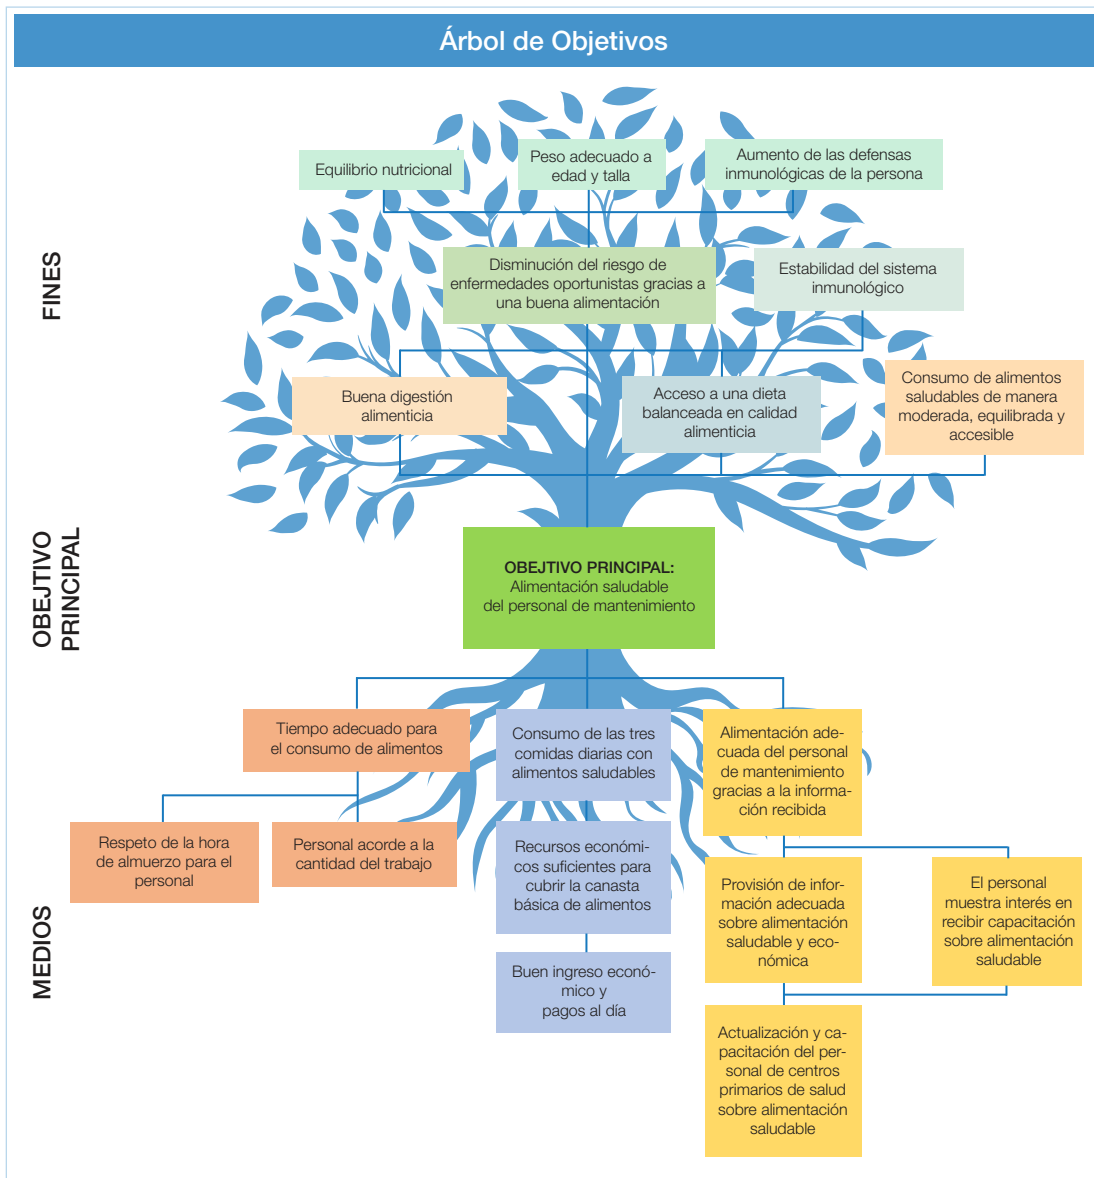 Árbol de Objetivos
Equilibrio nutricional
Peso adecuado a
edad y talla
Aumento de las defensas
inmunológicas de la persona
FINES
Disminución del riesgo de
enfermedades oportunistas gracias a
una buena alimentación
Estabilidad del sistema
inmunológico
Buena digestión
alimenticia
Acceso a una dieta
balanceada en calidad
alimenticia
Consumo de alimentos
saludables de manera
moderada, equilibrada y
accesible
OBEJTIVO
PRINCIPAL
OBEJTIVO PRINCIPAL:
Alimentación saludable
del personal de mantenimiento
Tiempo adecuado para
el consumo de alimentos
Consumo de las tres
comidas diarias con
alimentos saludables
Alimentación ade-
cuada del personal
de mantenimiento
gracias a la informa-
ción recibida
Respeto de la hora
de almuerzo para el
personal
Personal acorde a la
cantidad del trabajo
Recursos económi-
cos suficientes para
cubrir la canasta
básica de alimentos
Provisión de infor-
mación adecuada
sobre alimentación
saludable y eco-
nómica
El personal
muestra interés en
recibir capacitación
sobre alimentación
saludable
MEDIOS
Buen ingreso econó-
mico y
pagos al día
Actualización y ca-
pacitación del per-
sonal de centros
primarios de salud
sobre alimentación
saludable